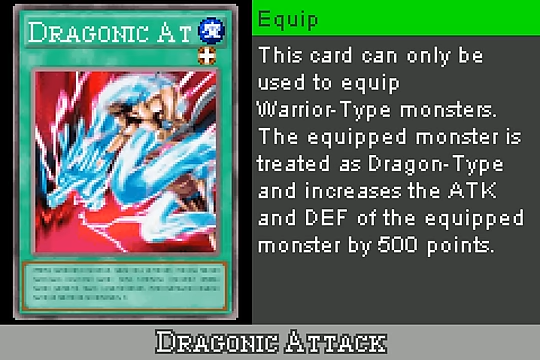 DRAGONIC AT
Equip
This card can only be
used to equip
Warrior-Type monsters.
The equipped monster is
treated as Dragon-Type
and increases the ATK
and DEF of the equipped
monster by 500 points.
DRAGONIC ATTACK